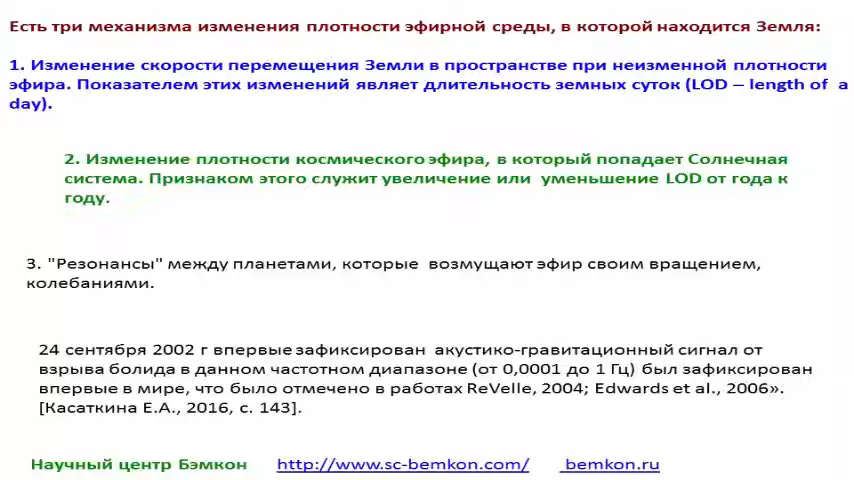 Есть три механизма изменения плотности эфирной среды, в которой находится Земля:
1. Изменение скорости перемещения Земли в пространстве при неизменной плотности
эфира. Показателем этих изменений являет длительность земных суток (LOD – length of a
day).
2. Изменение плотности космического эфира, в который попадает Солнечная
система. Признаком этого служит увеличение или уменьшение LOD от года к
году.
3. "Резонансы" между планетами, которые возмущают эфир своим вращением,
колебаниями.
24 сентября 2002 г впервые зафиксирован акустико-гравитационный сигнал от
взрыва болида в данном частотном диапазоне (от 0,0001 до 1 Гц) был зафиксирован
впервые в мире, что было отмечено в работах ReVelle, 2004; Edwards et al., 2006».
[Касаткина Е.А., 2016, с. 143].
Научный центр Бэмкон http://www.sc-bemkon.com/ bemkon.ru